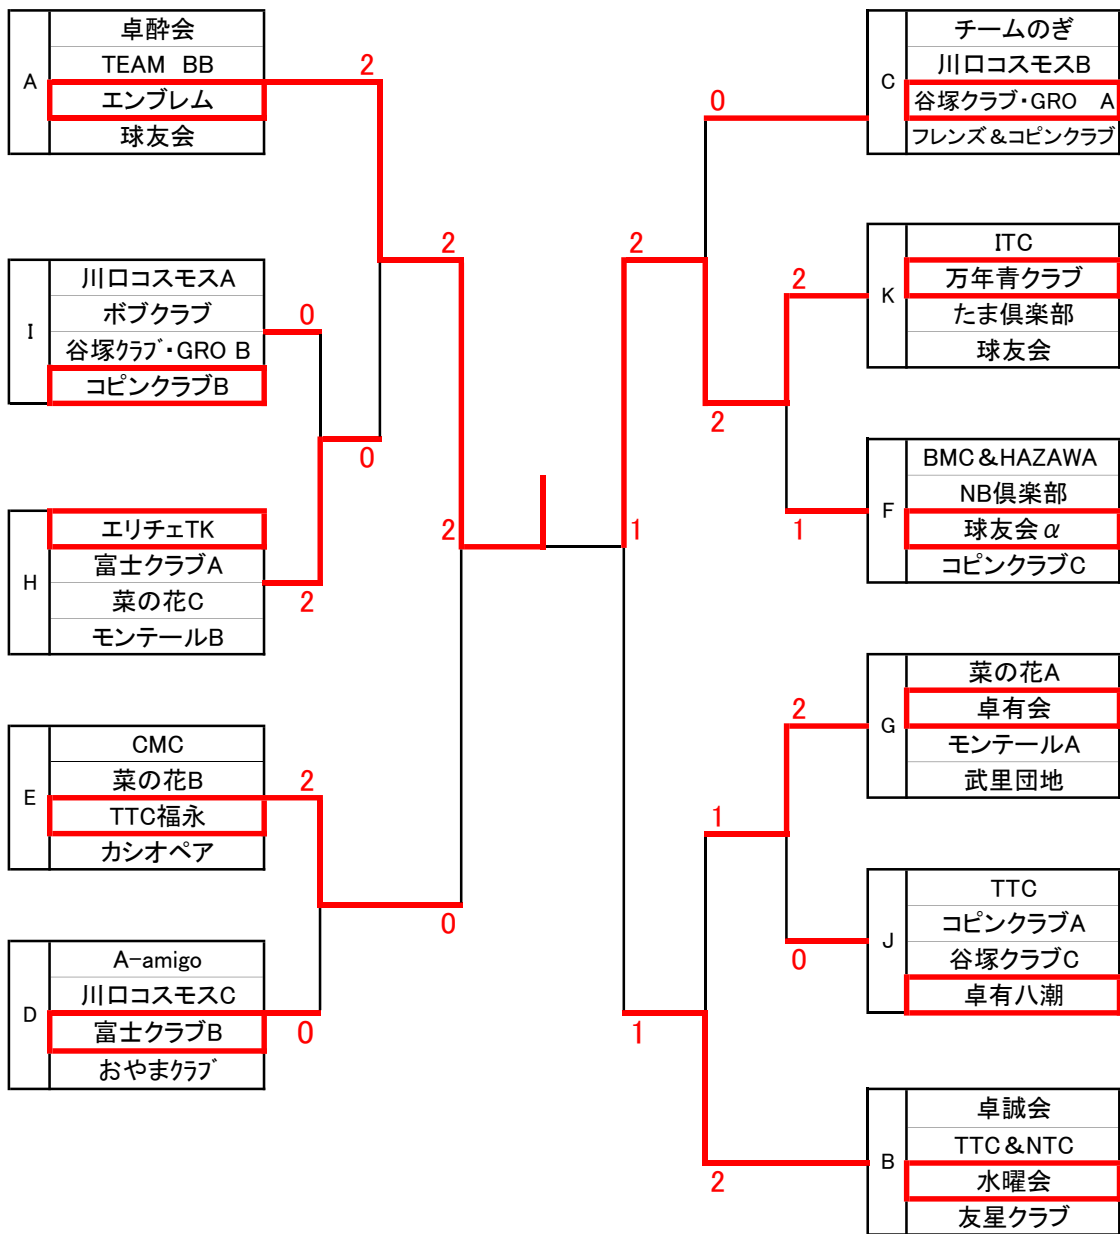 A
卓酔会
TEAM BB
エンブレム
球友会
2
I
川口コスモスA
ボブクラブ
谷塚ｸﾗﾌﾞ・GRO B
コピンクラブB
0
2
0
H
エリチェTK
富士クラブA
菜の花C
モンテールB
2
2
E
CMC
菜の花B
TTC福永
カシオペア
2
0
D
A-amigo
川口コスモスC
富士クラブB
おやまｸﾗﾌﾞ
0
C
チームのぎ
川口コスモスB
谷塚クラブ・GRO A
フレンズ＆コピンクラブ
0
2
K
ITC
万年青クラブ
たま倶楽部
球友会
2
2
F
BMC＆HAZAWA
NB倶楽部
球友会α
コピンクラブC
1
1
G
菜の花A
卓有会
モンテールA
武里団地
2
1
J
TTC
コピンクラブA
谷塚クラブC
卓有八潮
0
1
B
卓誠会
TTC＆NTC
水曜会
友星クラブ
2